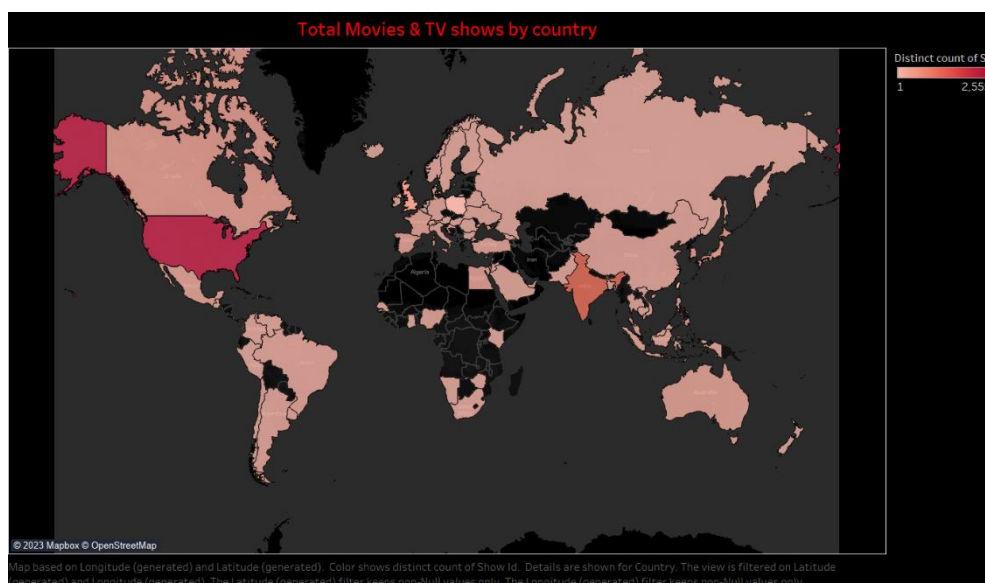 Total Movies & TV shows by country
Distinct count of S
1 2,55
Algeria
Iran
© 2023 Mapbox © OpenStreetMap
Map based on Longitude (generated) and Latitude (generated). Color shows distinct count of Show Id. Details are shown for Country. The view is filtered on Latitude
(generated) and Longitude (generated). The Latitude (generated) filter keeps non-Null values only. The Longitude (generated) filter keeps non-Null values only.